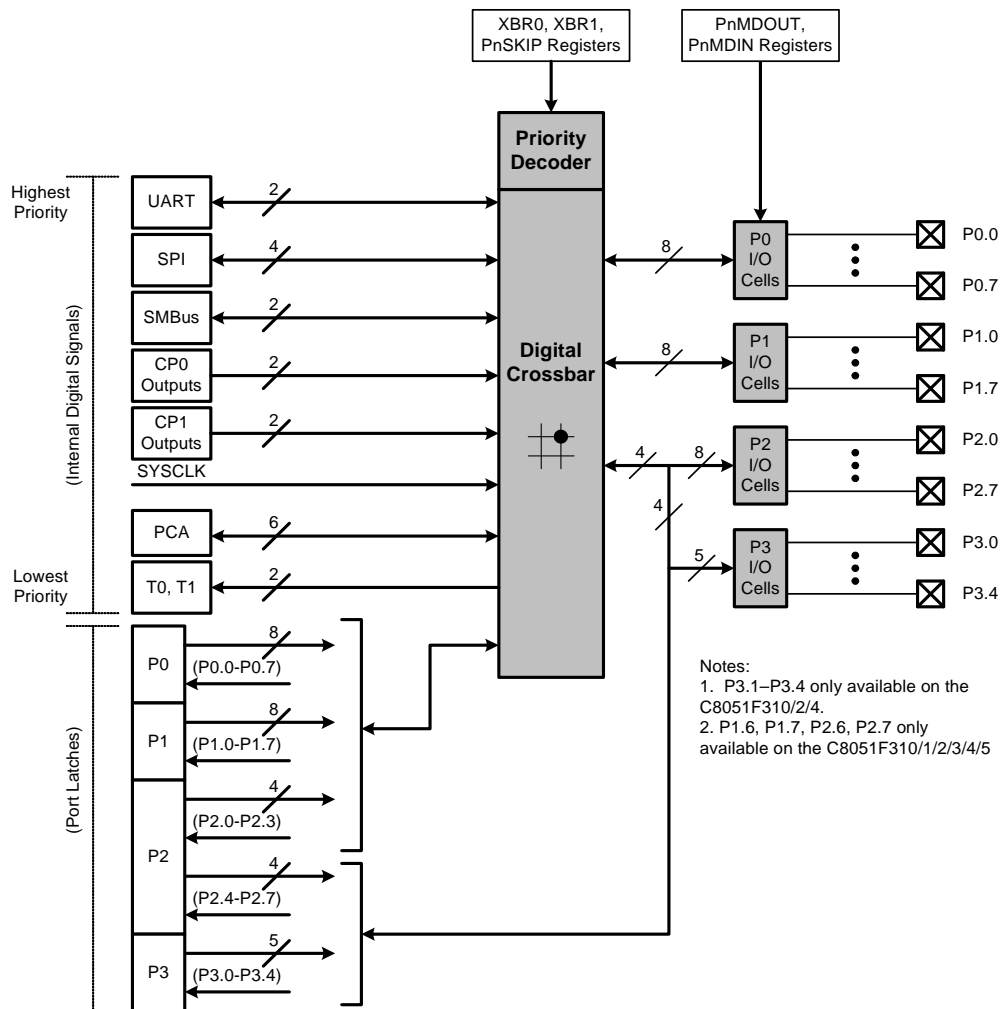 XBR0, XBR1,
PnSKIP Registers
PnMDOUT,
PnMDIN Registers
Priority
Decoder
Highest
Priority
UART
2
SPI
4
SMBus
2
CP0
Outputs
2
CP1
Outputs
2
SYSCLK
PCA
6
T0, T1
2
Lowest
Priority
(Internal Digital Signals)
Digital
Crossbar
8
P0
I/O
Cells
P0.0
P0.7
8
P1
I/O
Cells
P1.0
P1.7
4
8
P2
I/O
Cells
P2.0
P2.7
4
5
P3
I/O
Cells
P3.0
P3.4
(Port Latches)
P0
8
(P0.0-P0.7)
P1
8
(P1.0-P1.7)
P2
4
(P2.0-P2.3)
4
(P2.4-P2.7)
P3
5
(P3.0-P3.4)
Notes:
1. P3.1–P3.4 only available on the
C8051F310/2/4.
2. P1.6, P1.7, P2.6, P2.7 only
available on the C8051F310/1/2/3/4/5